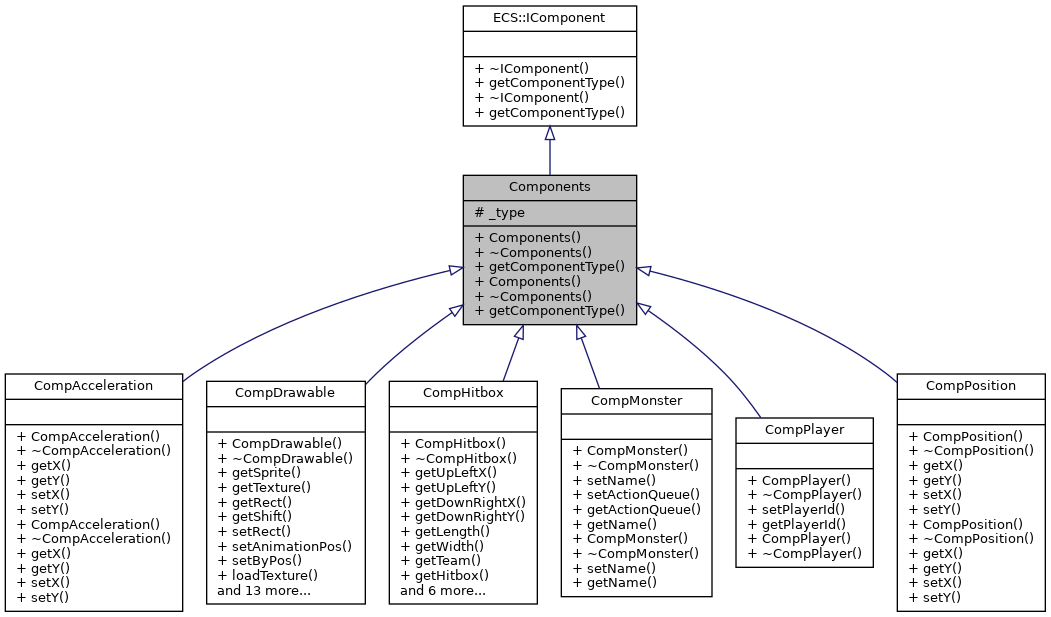 ECS::IComponent
+ ~IComponent()
+ getComponentType()
+ ~IComponent()
+ getComponentType()
Components
# _type
+ Components()
+ ~Components()
+ getComponentType()
+ Components()
+ ~Components()
+ getComponentType()
CompAcceleration
+ CompAcceleration()
+ ~CompAcceleration()
+ getX()
+ getY()
+ setX()
+ setY()
+ CompAcceleration()
+ ~CompAcceleration()
+ getX()
+ getY()
+ setX()
+ setY()
CompDrawable
+ CompDrawable()
+ ~CompDrawable()
+ getSprite()
+ getTexture()
+ getRect()
+ getShift()
+ setRect()
+ setAnimationPos()
+ setByPos()
+ loadTexture()
and 13 more...
CompHitbox
+ CompHitbox()
+ ~CompHitbox()
+ getUpLeftX()
+ getUpLeftY()
+ getDownRightX()
+ getDownRightY()
+ getLength()
+ getWidth()
+ getTeam()
+ getHitbox()
and 6 more...
CompMonster
+ CompMonster()
+ ~CompMonster()
+ setName()
+ setActionQueue()
+ getActionQueue()
+ getName()
+ CompMonster()
+ ~CompMonster()
+ setName()
+ getName()
CompPlayer
+ CompPlayer()
+ ~CompPlayer()
+ setPlayerId()
+ getPlayerId()
+ CompPlayer()
+ ~CompPlayer()
CompPosition
+ CompPosition()
+ ~CompPosition()
+ getX()
+ getY()
+ setX()
+ setY()
+ CompPosition()
+ ~CompPosition()
+ getX()
+ getY()
+ setX()
+ setY()